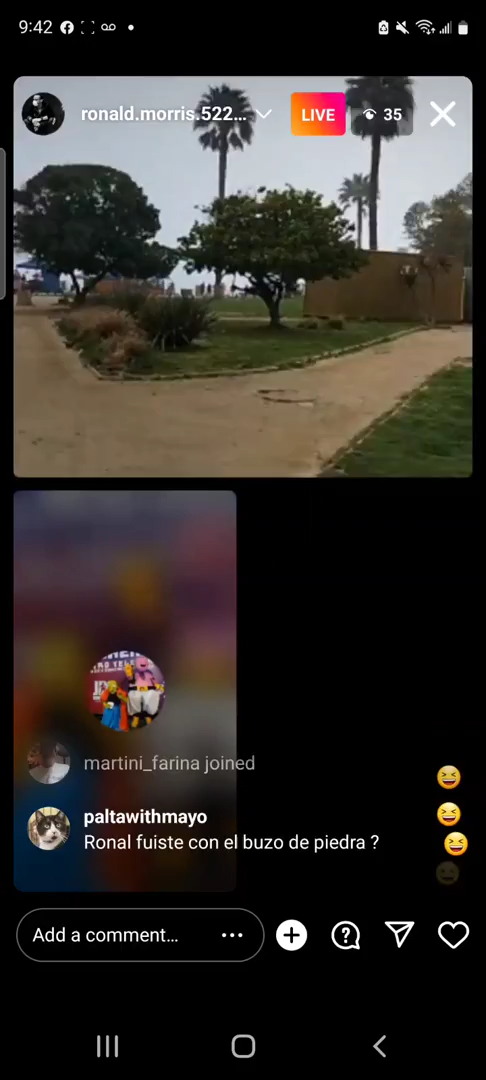 9:42
ronald.morris.522...
LIVE
35
martini_farina joined
paltawithmayo
Ronal fuiste con el buzo de piedra ?
Add a comment...